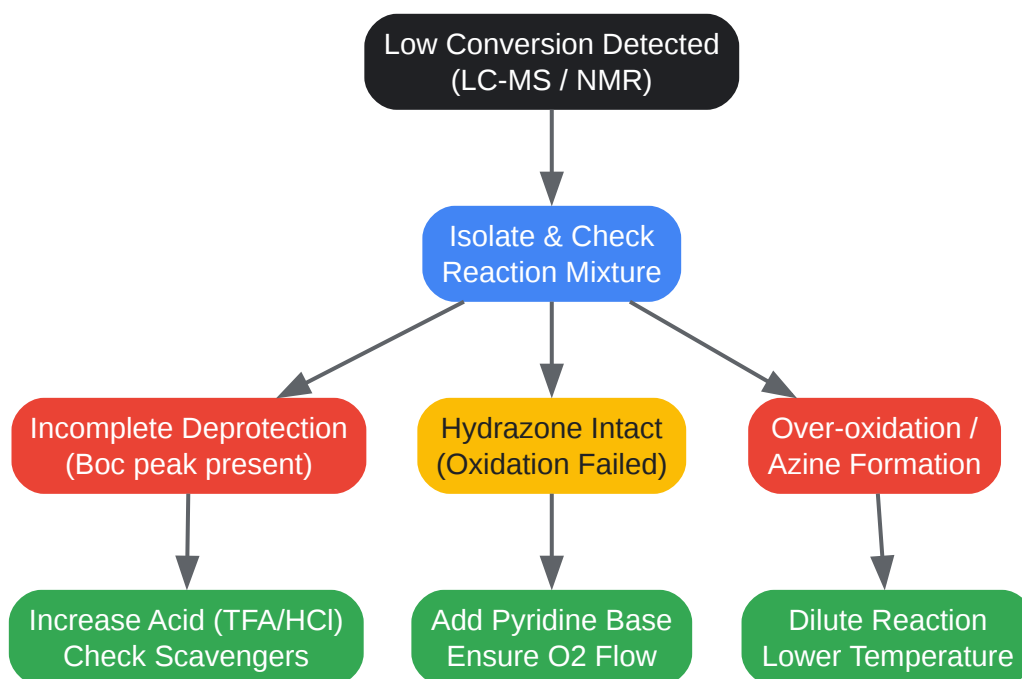 Low Conversion Detected
(LC-MS / NMR)
Isolate & Check
Reaction Mixture
Incomplete Deprotection
(Boc peak present)
Hydrazone Intact
(Oxidation Failed)
Over-oxidation /
Azine Formation
Increase Acid (TFA/HCl)
Check Scavengers
Add Pyridine Base
Ensure O2 Flow
Dilute Reaction
Lower Temperature